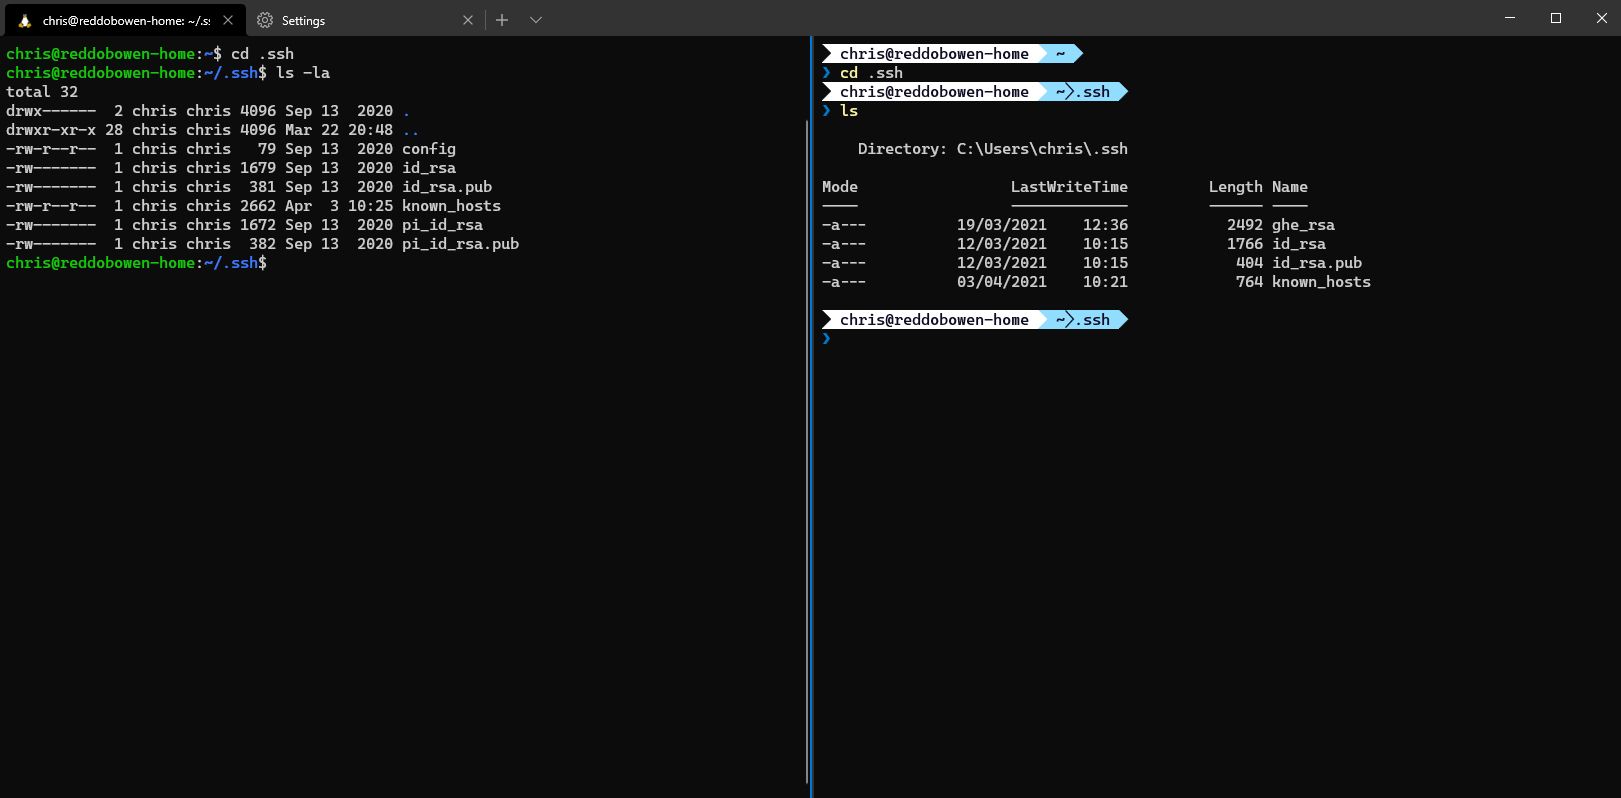 chris@reddobowen-home: ~/.s
Settings
chris@reddobowen-home:~$ cd .ssh
chris@reddobowen-home:~/.ssh$ ls -la
total 32
drwx------  2 chris chris 4096 Sep 13  2020 .
drwxr-xr-x 28 chris chris 4096 Mar 22 20:48 ..
-rw-r--r--  1 chris chris   79 Sep 13  2020 config
-rw-------  1 chris chris 1679 Sep 13  2020 id_rsa
-rw-------  1 chris chris  381 Sep 13  2020 id_rsa.pub
-rw-r--r--  1 chris chris 2662 Apr  3 10:25 known_hosts
-rw-------  1 chris chris 1672 Sep 13  2020 pi_id_rsa
-rw-------  1 chris chris  382 Sep 13  2020 pi_id_rsa.pub
chris@reddobowen-home:~/.ssh$
chris@reddobowen-home ~
❯ cd .ssh
chris@reddobowen-home ~ .ssh
❯ ls
Directory: C:\Users\chris\.ssh
Mode LastWriteTime Length Name
---- ------------- ------ ----
-a--- 19/03/2021 12:36 2492 ghe_rsa
-a--- 12/03/2021 10:15 1766 id_rsa
-a--- 12/03/2021 10:15 404 id_rsa.pub
-a--- 03/04/2021 10:21 764 known_hosts
chris@reddobowen-home ~ .ssh
❯